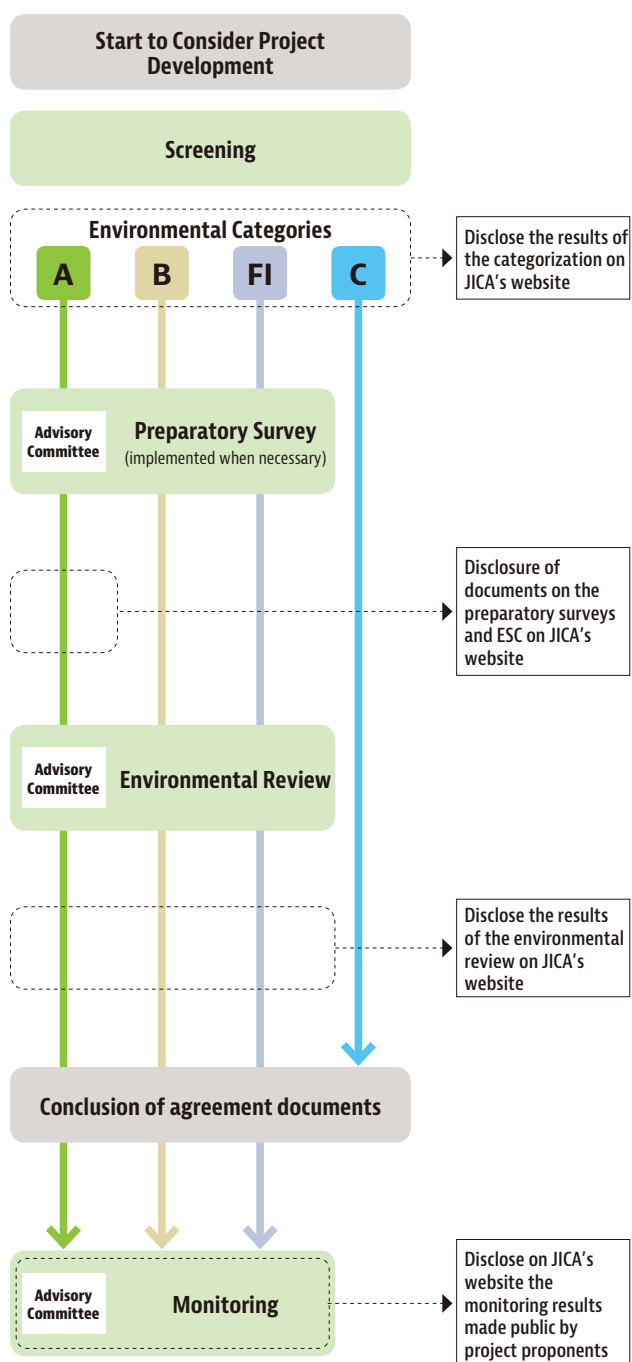 Start to Consider Project
Development
Screening
Environmental Categories
A
B
FI
C
Disclose the results of
the categorization on
JICA's website
Advisory
Committee
Preparatory Survey
(implemented when necessary)
Disclosure of
documents on the
preparatory surveys
and ESC on JICA's
website
Advisory
Committee
Environmental Review
Disclose the results
of the environmental
review on JICA's
website
Conclusion of agreement documents
Advisory
Committee
Monitoring
Disclose on JICA's
website the
monitoring results
made public by
project proponents